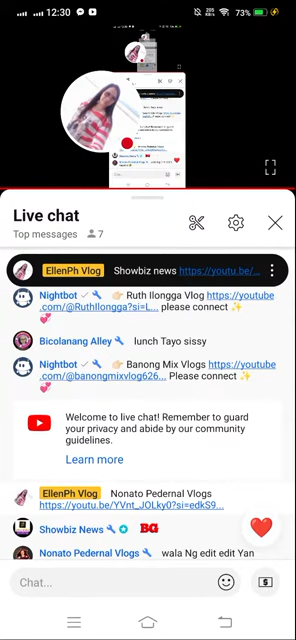 12:30
205 KB/S
73%
Live chat
Top messages 7
EllenPh Vlog Showbiz news https://youtu.be/...
Nightbot 👉🏻 Ruth Ilongga Vlog https://youtube
.com/@RuthIlongga?si=L... please connect ✨
💞
Bicolanang Alley lunch Tayo sissy
Nightbot 👉🏻 Banong Mix Vlogs https://youtube
.com/@banongmixvlog626... Please connect ✨
💞
Welcome to live chat! Remember to guard
your privacy and abide by our community
guidelines.
Learn more
EllenPh Vlog Nonato Pedernal Vlogs
https://youtu.be/YVnt_JOLky0?si=edkS9...
Showbiz News BG
Nonato Pedernal Vlogs wala Ng edit edit Yan
Chat...